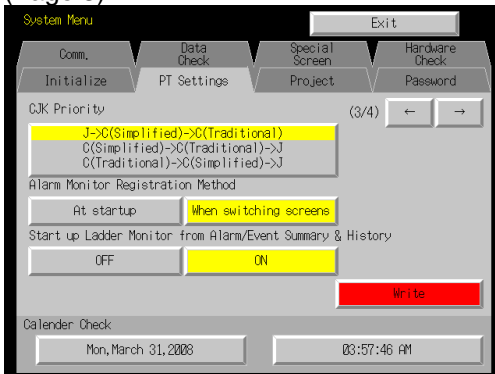 System Menu
Exit
Comm.
Data
Check
Special
Screen
Hardware
Check
Initialize
PT Settings
Project
Password
CJK Priority
(3/4)
←
→
J->C(Simplified)->C(Traditional)
C(Simplified)->C(Traditional)->J
C(Traditional)->C(Simplified)->J
Alarm Monitor Registration Method
At startup
When switching screens
Start up Ladder Monitor from Alarm/Event Summary & History
OFF
ON
Write
Calender Check
Mon,March 31,2008
03:57:46 AM